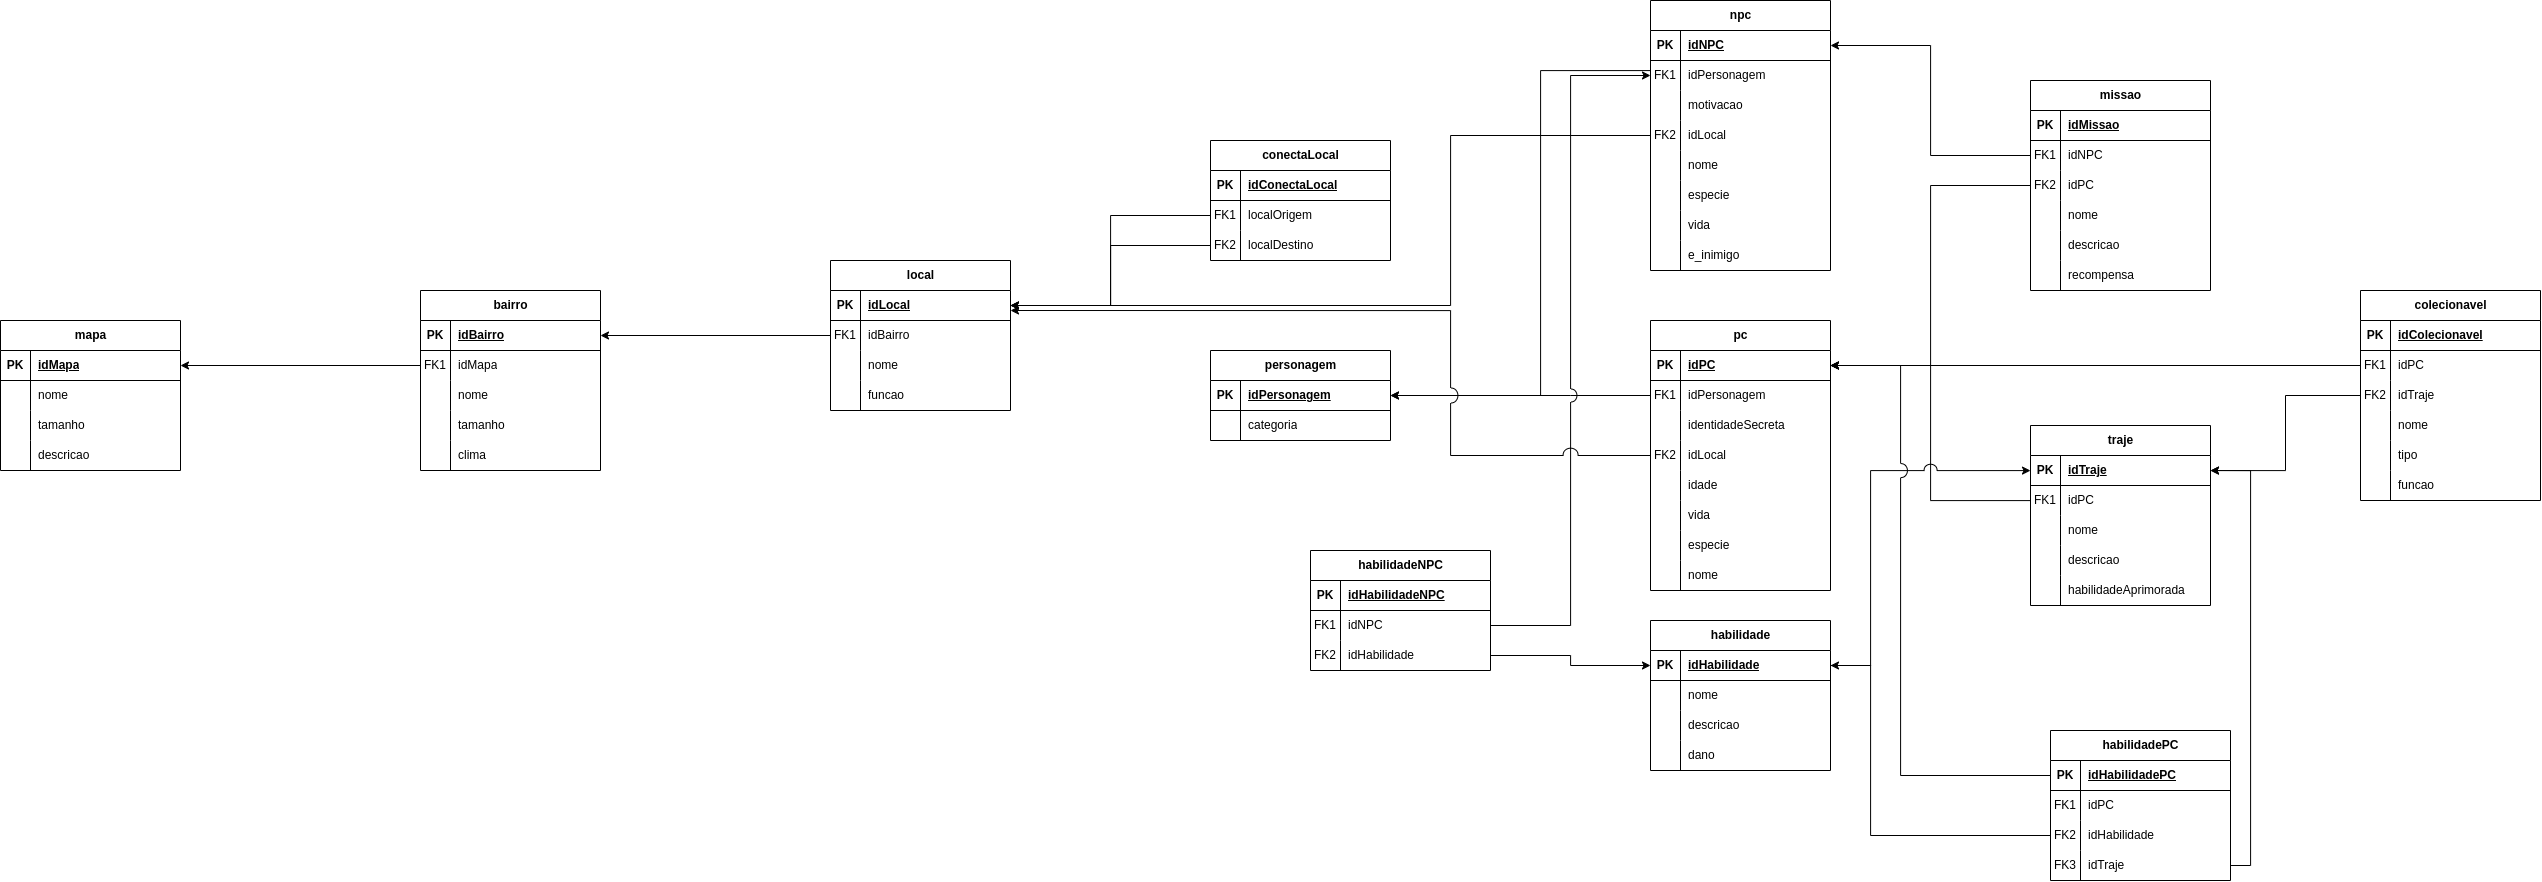 mapa
PK idMapa
nome
tamanho
descricao
bairro
PK idBairro
FK1 idMapa
nome
tamanho
clima
local
PK idLocal
FK1 idBairro
nome
funcao
conectaLocal
PK idConectaLocal
FK1 localOrigem
FK2 localDestino
personagem
PK idPersonagem
categoria
habilidadeNPC
PK idHabilidadeNPC
FK1 idNPC
FK2 idHabilidade
npc
PK idNPC
FK1 idPersonagem
motivacao
FK2 idLocal
nome
especie
vida
e_inimigo
pc
PK idPC
FK1 idPersonagem
identidadeSecreta
FK2 idLocal
idade
vida
especie
nome
habilidade
PK idHabilidade
nome
descricao
dano
missao
PK idMissao
FK1 idNPC
FK2 idPC
nome
descricao
recompensa
traje
PK idTraje
FK1 idPC
nome
descricao
habilidadeAprimorada
habilidadePC
PK idHabilidadePC
FK1 idPC
FK2 idHabilidade
FK3 idTraje
colecionavel
PK idColecionavel
FK1 idPC
FK2 idTraje
nome
tipo
funcao